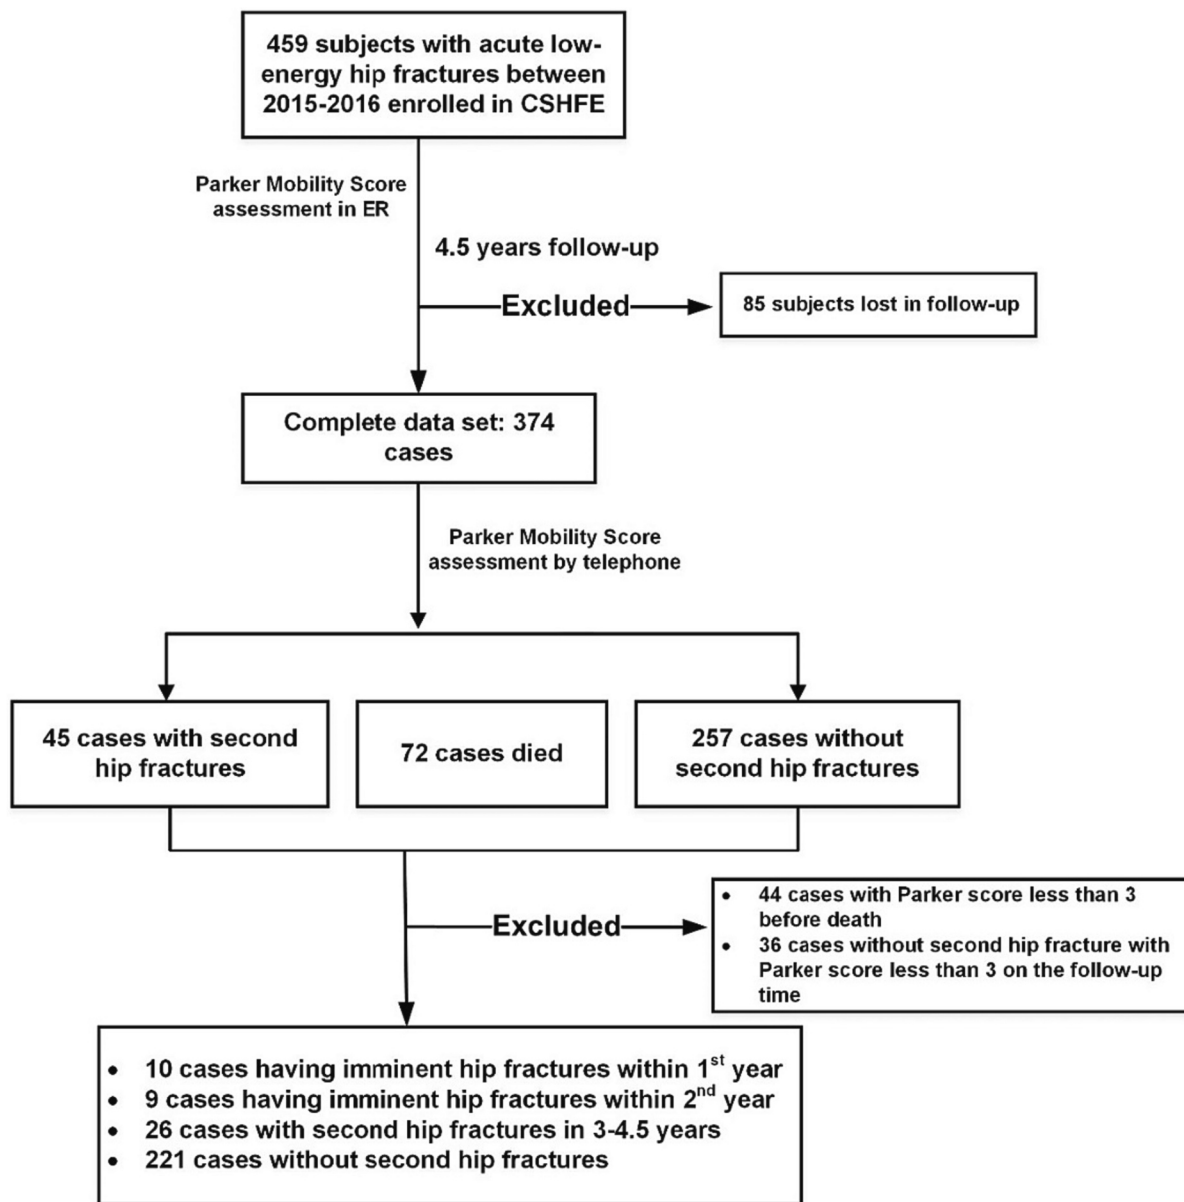 459 subjects with acute low-
energy hip fractures between
2015-2016 enrolled in CSHFE
Parker Mobility Score
assessment in ER
4.5 years follow-up
Excluded
85 subjects lost in follow-up
Complete data set: 374
cases
Parker Mobility Score
assessment by telephone
45 cases with second
hip fractures
72 cases died
257 cases without
second hip fractures
Excluded
• 44 cases with Parker score less than 3
before death
• 36 cases without second hip fracture with
Parker score less than 3 on the follow-up
time
• 10 cases having imminent hip fractures within 1st year
• 9 cases having imminent hip fractures within 2nd year
• 26 cases with second hip fractures in 3-4.5 years
• 221 cases without second hip fractures